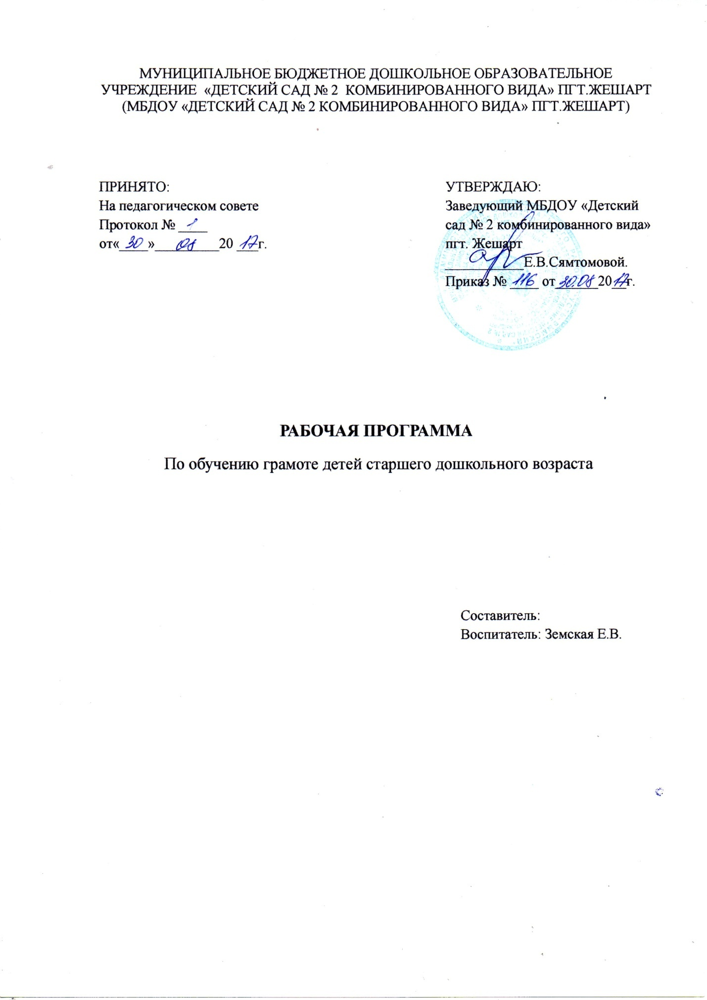 МУНИЦИПАЛЬНОЕ БЮДЖЕТНОЕ ДОШКОЛЬНОЕ ОБРАЗОВАТЕЛЬНОЕ
УЧРЕЖДЕНИЕ «ДЕТСКИЙ САД № 2 КОМБИНИРОВАННОГО ВИДА» ПГТ.ЖЕШАРТ
(МБДОУ «ДЕТСКИЙ САД № 2 КОМБИНИРОВАННОГО ВИДА» ПГТ.ЖЕШАРТ)
ПРИНЯТО:
На педагогическом совете
Протокол № 1
от«30»08 20 17г.
УТВЕРЖДАЮ:
Заведующий МБДОУ «Детский
сад № 2 комбинированного вида»
пгт. Жешарт
Е.В.Сямтомовой.
Приказ № 116 от 30.08 2017г.
РАБОЧАЯ ПРОГРАММА
По обучению грамоте детей старшего дошкольного возраста
Составитель:
Воспитатель: Земская Е.В.